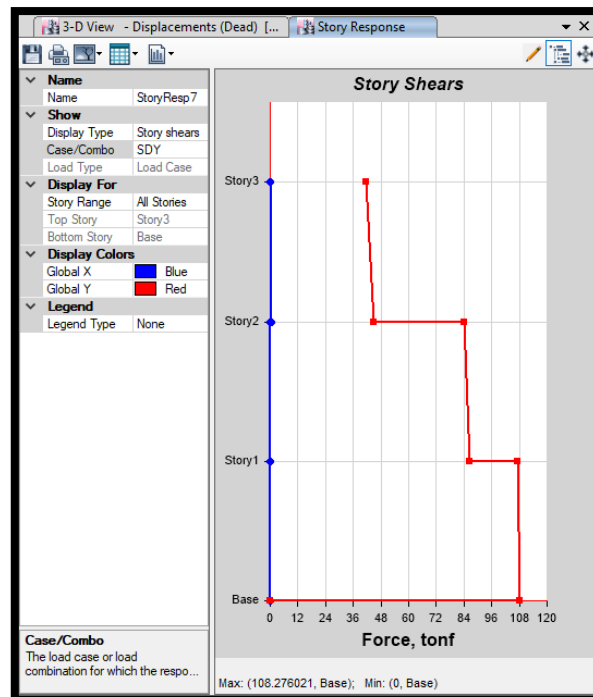 3-D View - Displacements (Dead) [...
Story Response
Name
Name StoryResp7
Show
Display Type Story shears
Case/Combo SDY
Load Type Load Case
Display For
Story Range All Stories
Top Story Story3
Bottom Story Base
Display Colors
Global X Blue
Global Y Red
Legend
Legend Type None
Case/Combo
The load case or load
combination for which the respo...
Story Shears
Story3
Story2
Story1
Base
0 12 24 36 48 60 72 84 96 108 120
Force, tonf
Max: (108.276021, Base); Min: (0, Base)